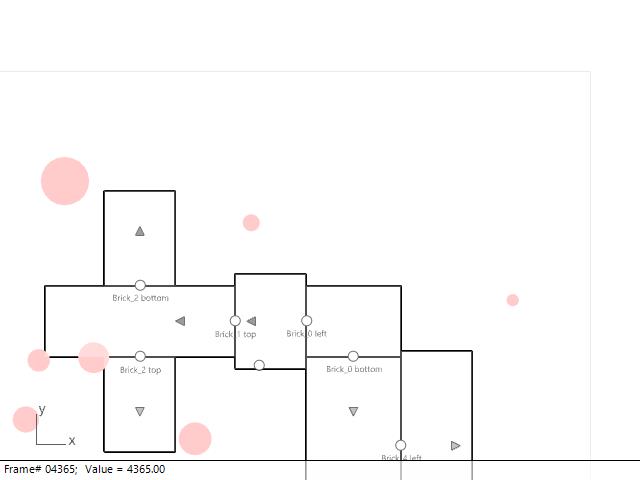 Brick_2 bottom
Brick_1 top
Brick_0 left
Brick_2 top
Brick_0 bottom
y
x
Brick_4 left
Frame# 04365; Value = 4365.00